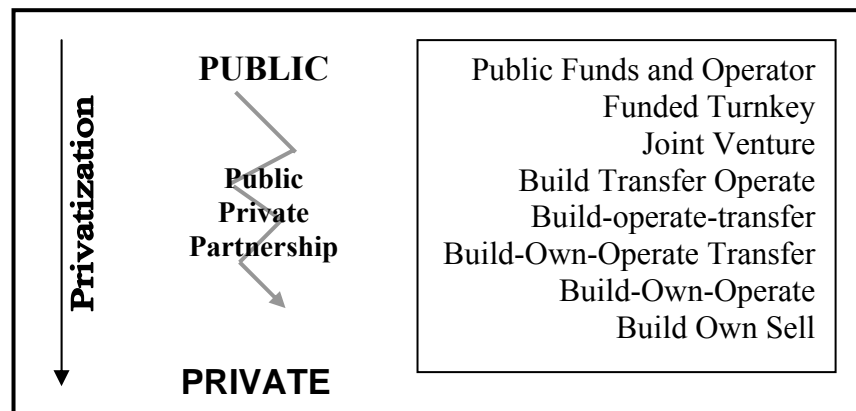 Privatization
PUBLIC
Public
Private
Partnership
PRIVATE
Public Funds and Operator
Funded Turnkey
Joint Venture
Build Transfer Operate
Build-operate-transfer
Build-Own-Operate Transfer
Build-Own-Operate
Build Own Sell